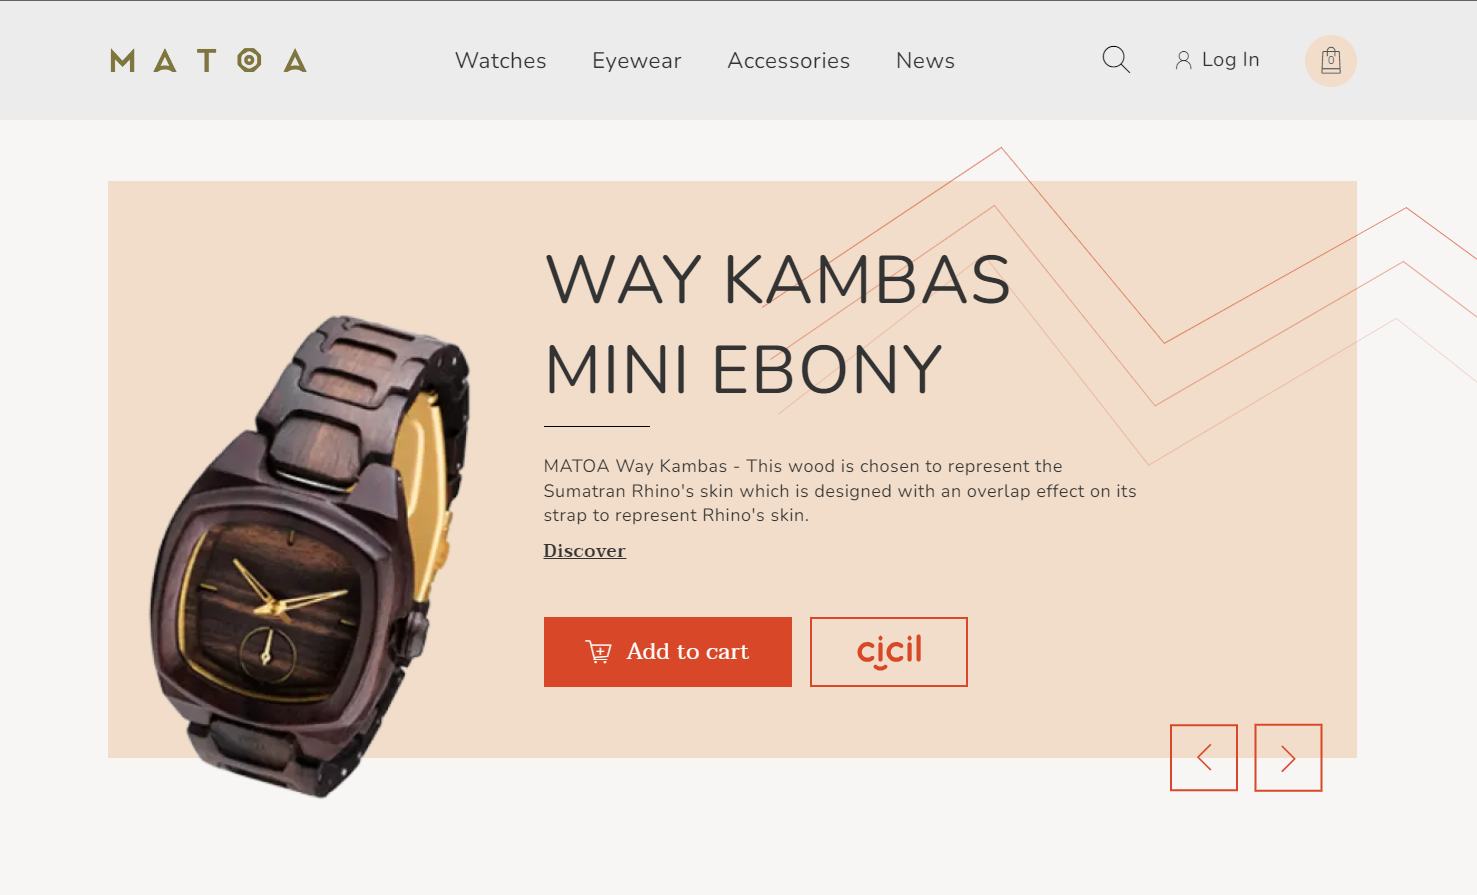 MATOA
Watches
Eyewear
Accessories
News
Log In
0
WAY KAMBAS
MINI EBONY
MATOA Way Kambas - This wood is chosen to represent the
Sumatran Rhino's skin which is designed with an overlap effect on its
strap to represent Rhino's skin.
Discover
Add to cart
cicil